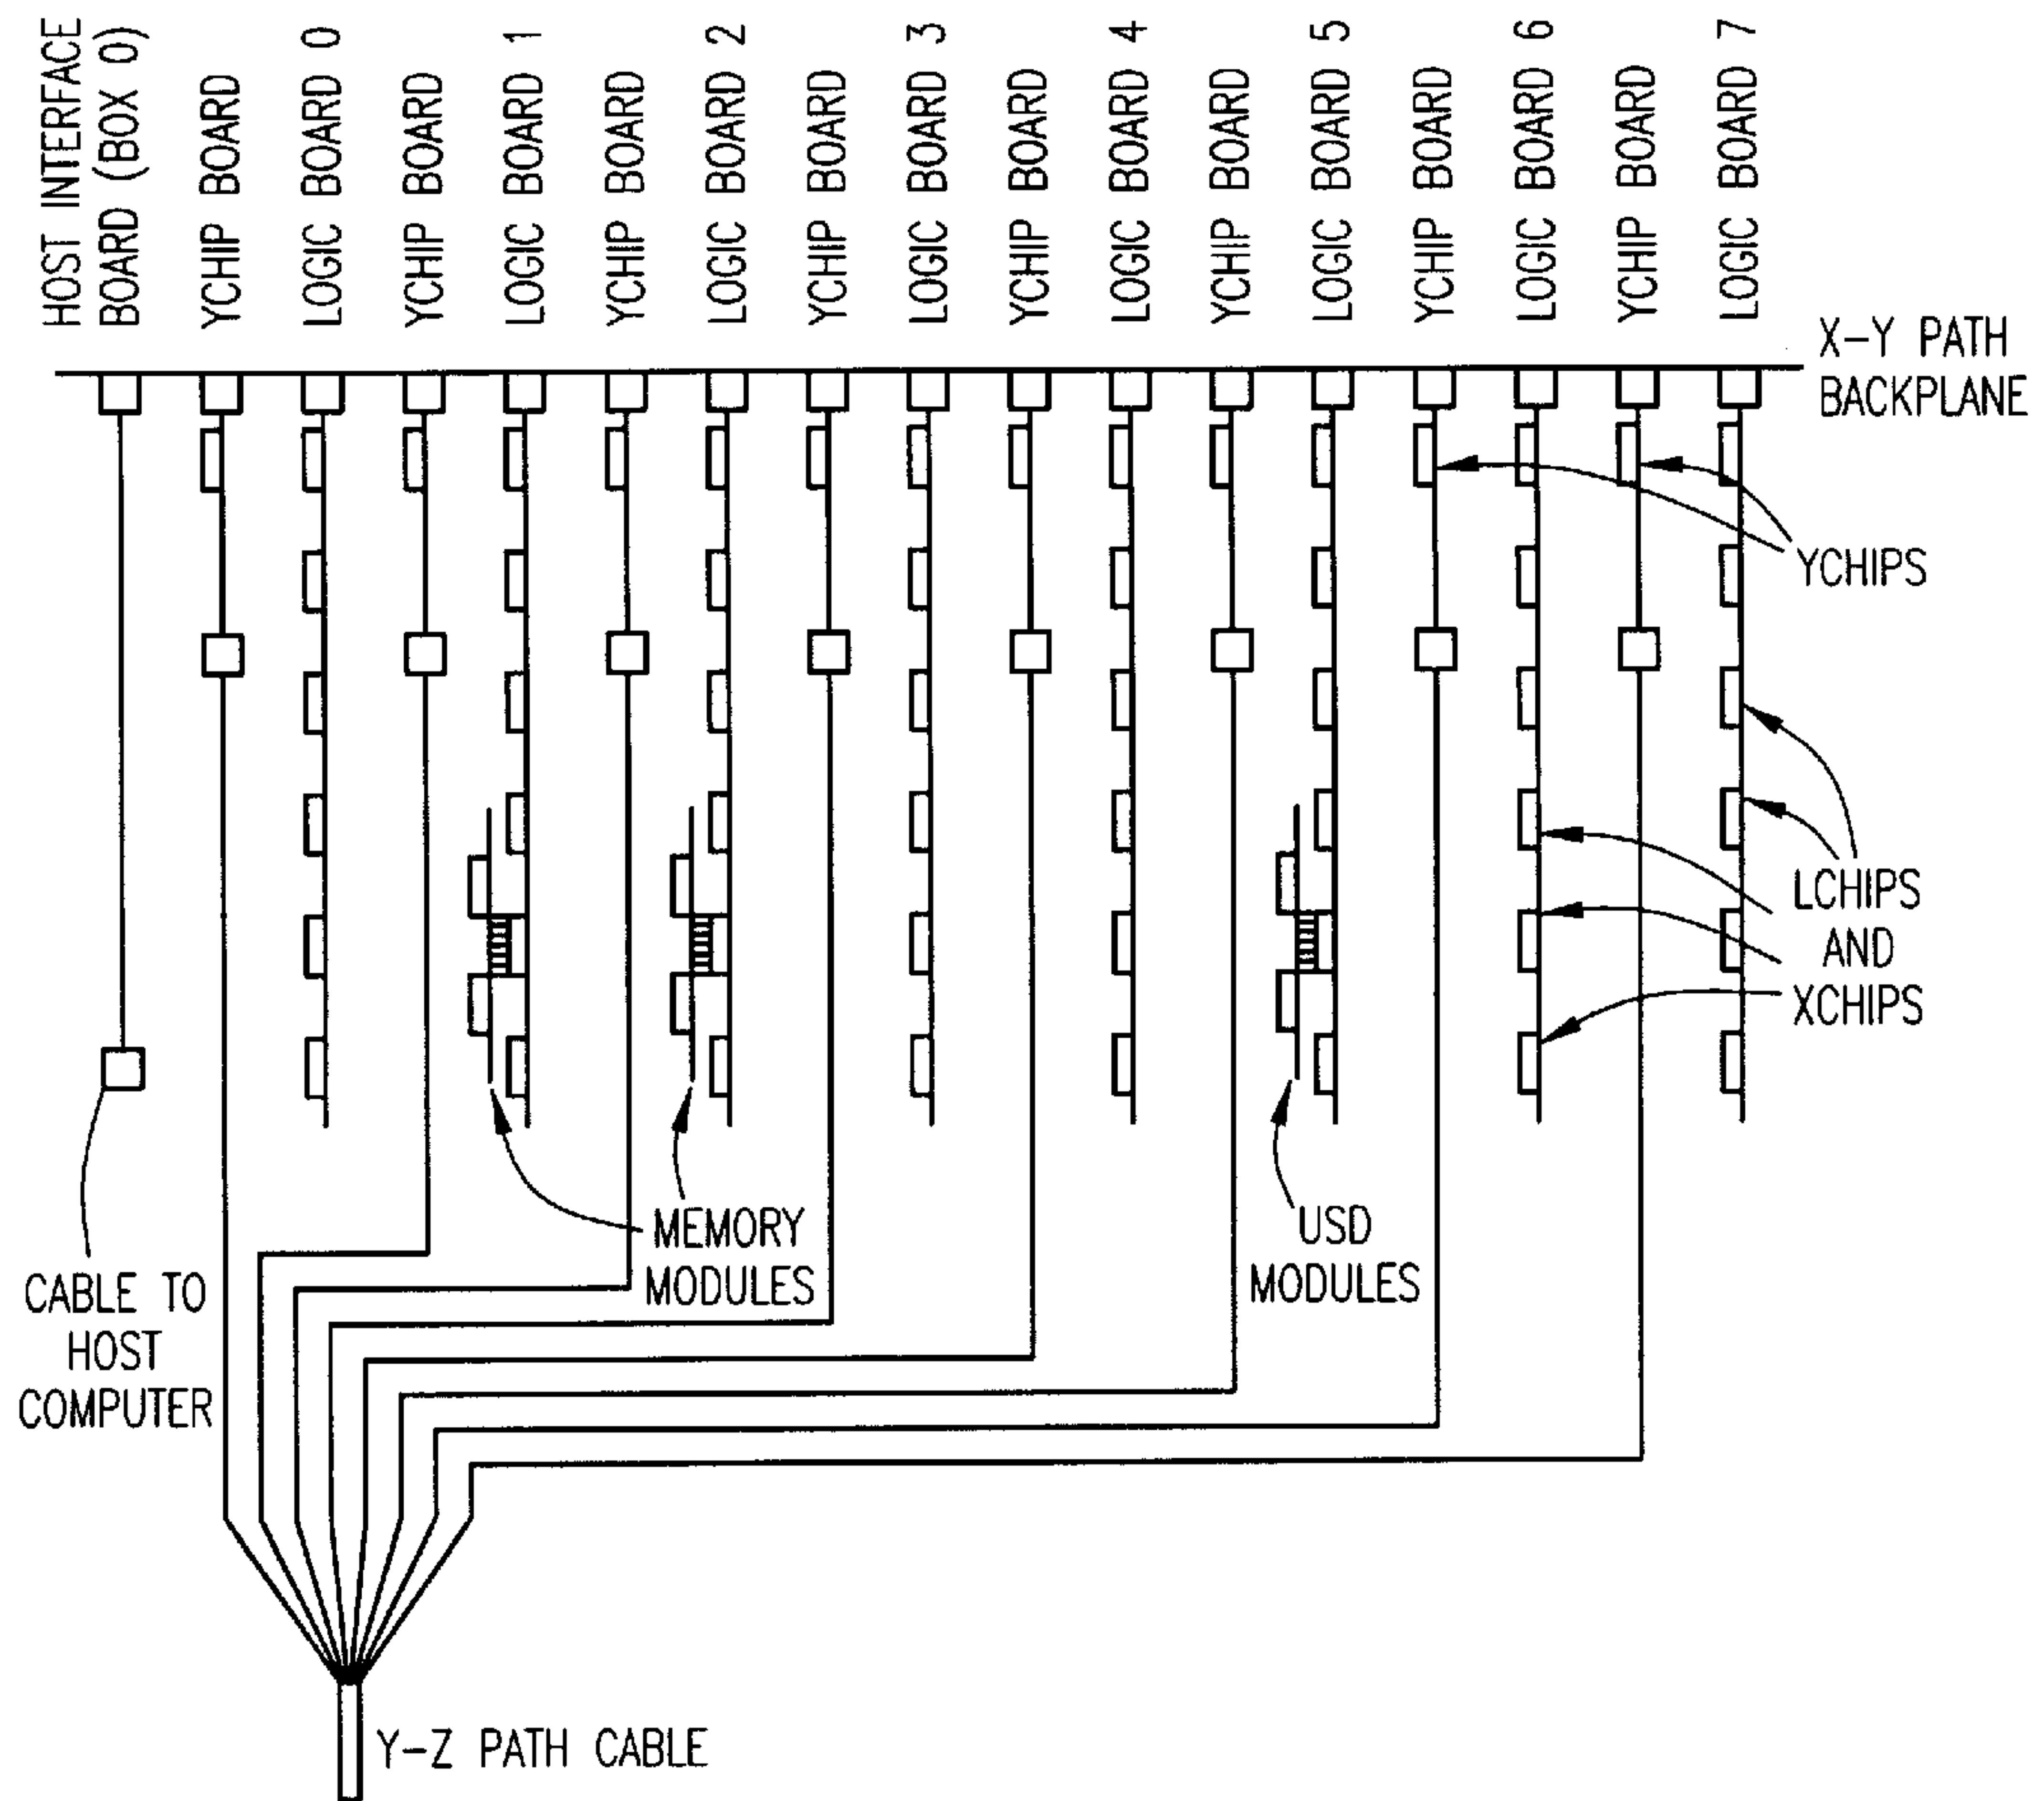 HOST INTERFACE
BOARD (BOX 0)
YCHIP BOARD
LOGIC BOARD 0
YCHIP BOARD
LOGIC BOARD 1
YCHIP BOARD
LOGIC BOARD 2
YCHIP BOARD
LOGIC BOARD 3
YCHIP BOARD
LOGIC BOARD 4
YCHIP BOARD
LOGIC BOARD 5
YCHIP BOARD
LOGIC BOARD 6
YCHIP BOARD
LOGIC BOARD 7
X-Y PATH
BACKPLANE
YCHIPS
LCHIPS
AND
XCHIPS
MEMORY
MODULES
USD
MODULES
CABLE TO
HOST
COMPUTER
Y-Z PATH CABLE